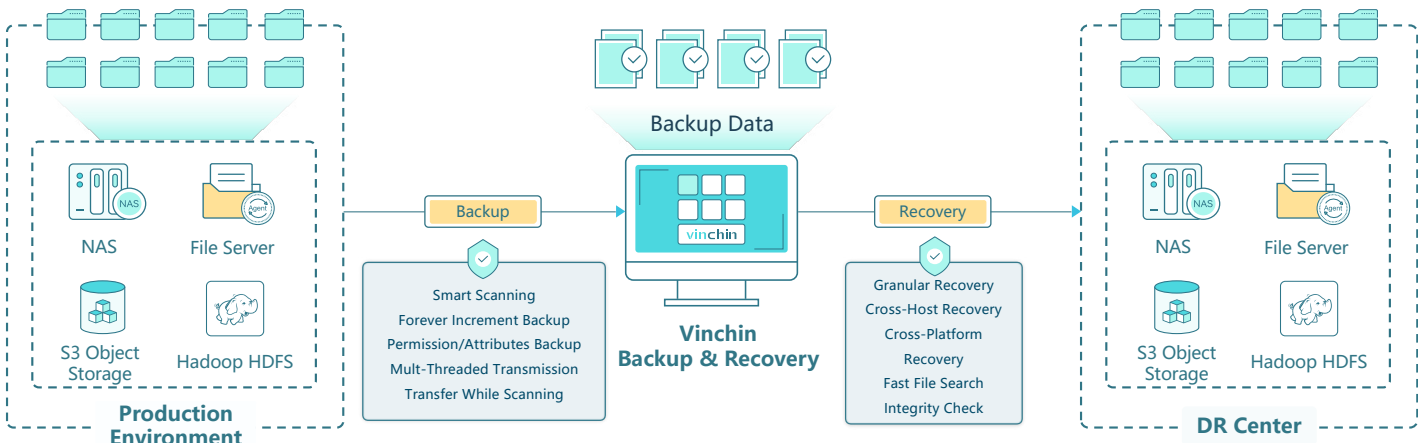 NAS
NAS
Agent
File Server
S3 Object
Storage
Hadoop HDFS
Production
Environment
Backup
Smart Scanning
Forever Increment Backup
Permission/Attributes Backup
Mult-Threaded Transmission
Transfer While Scanning
Backup Data
vinchin
Vinchin
Backup & Recovery
Recovery
Granular Recovery
Cross-Host Recovery
Cross-Platform
Recovery
Fast File Search
Integrity Check
NAS
NAS
Agent
File Server
S3 Object
Storage
Hadoop HDFS
DR Center